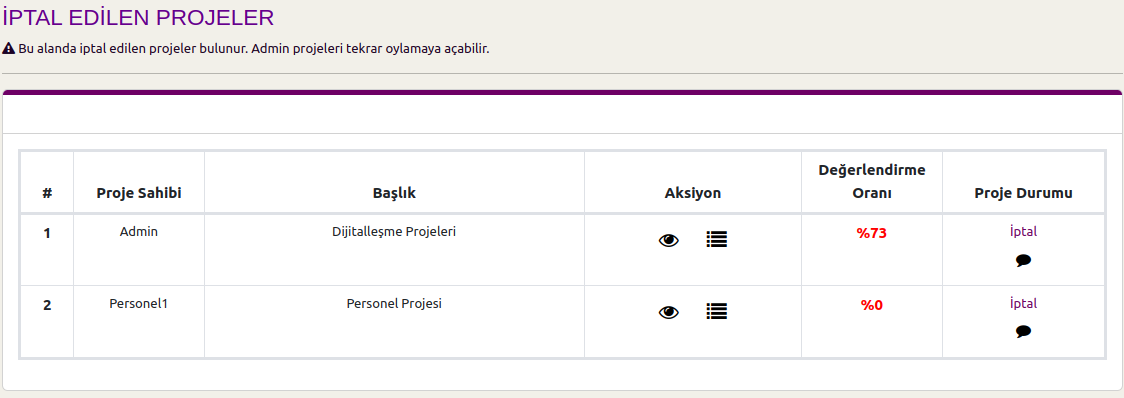 İPTAL EDİLEN PROJELER
Bu alanda iptal edilen projeler bulunur. Admin projeleri tekrar oylamaya açabilir.
# Proje Sahibi Başlık Aksiyon Değerlendirme Oranı Proje Durumu
1 Admin Dijitalleşme Projeleri %73 İptal
2 Personel1 Personel Projesi %0 İptal